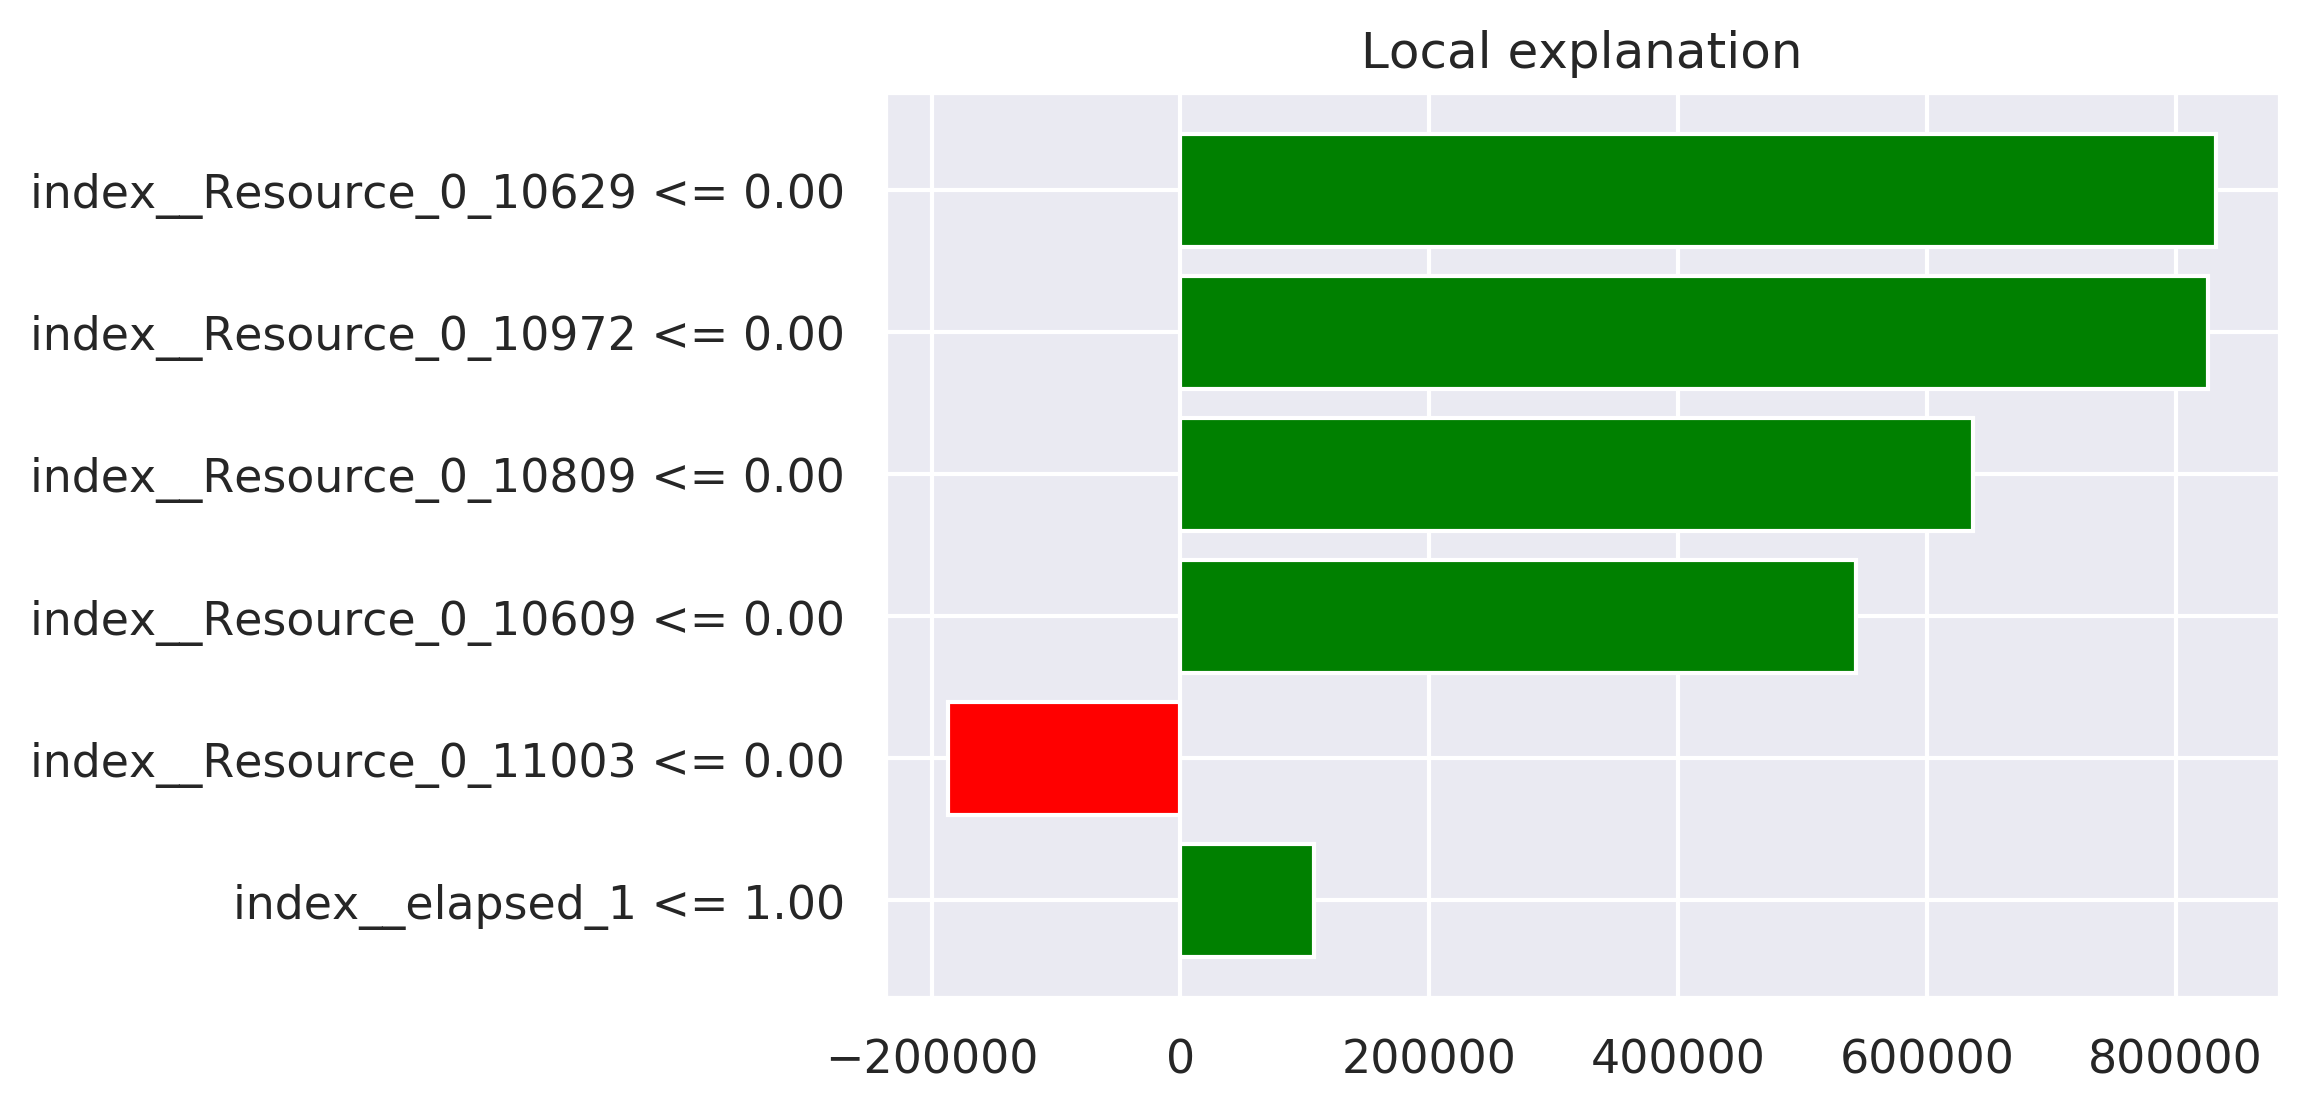 Local explanation
index__Resource_0_10629 <= 0.00
index__Resource_0_10972 <= 0.00
index__Resource_0_10809 <= 0.00
index__Resource_0_10609 <= 0.00
index__Resource_0_11003 <= 0.00
index__elapsed_1 <= 1.00
−200000 0 200000 400000 600000 800000